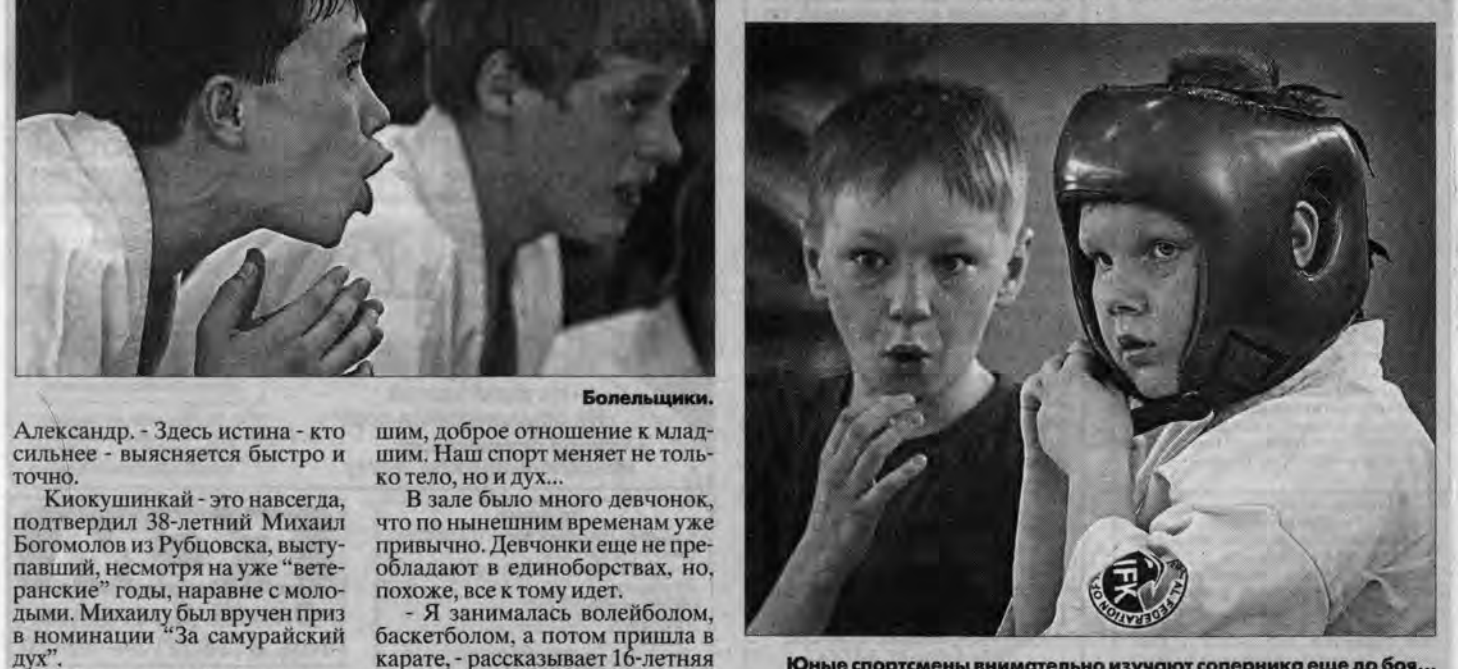 Болельщики.
Александр. - Здесь истина - кто
сильнее - выясняется быстро и
точно.
Киокушинкай - это навсегда,
подтвердил 38-летний Михаил
Богомолов из Рубцовска, высту-
павший, несмотря на уже “вете-
ранские” годы, наравне с моло-
дыми. Михаилу был вручен приз
в номинации “За самурайский
дух”.
шим, доброе отношение к млад-
шим. Наш спорт меняет не толь-
ко тело, но и дух...
В зале было много девчонок,
что по нынешним временам уже
привычно. Девчонки еще не пре-
обладают в единоборствах, но,
похоже, все к тому идет.
- Я занималась волейболом,
баскетболом, а потом пришла в
карате, - рассказывает 16-летняя
IFK
AL FEDERATION OF
Юные спортсмены внимательно изучают соперника еще до боя...